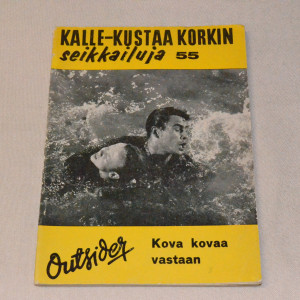 KALLE-KUSTAA KORKIN
seikkailuja 55
Outsider
Kova kovaa
vastaan